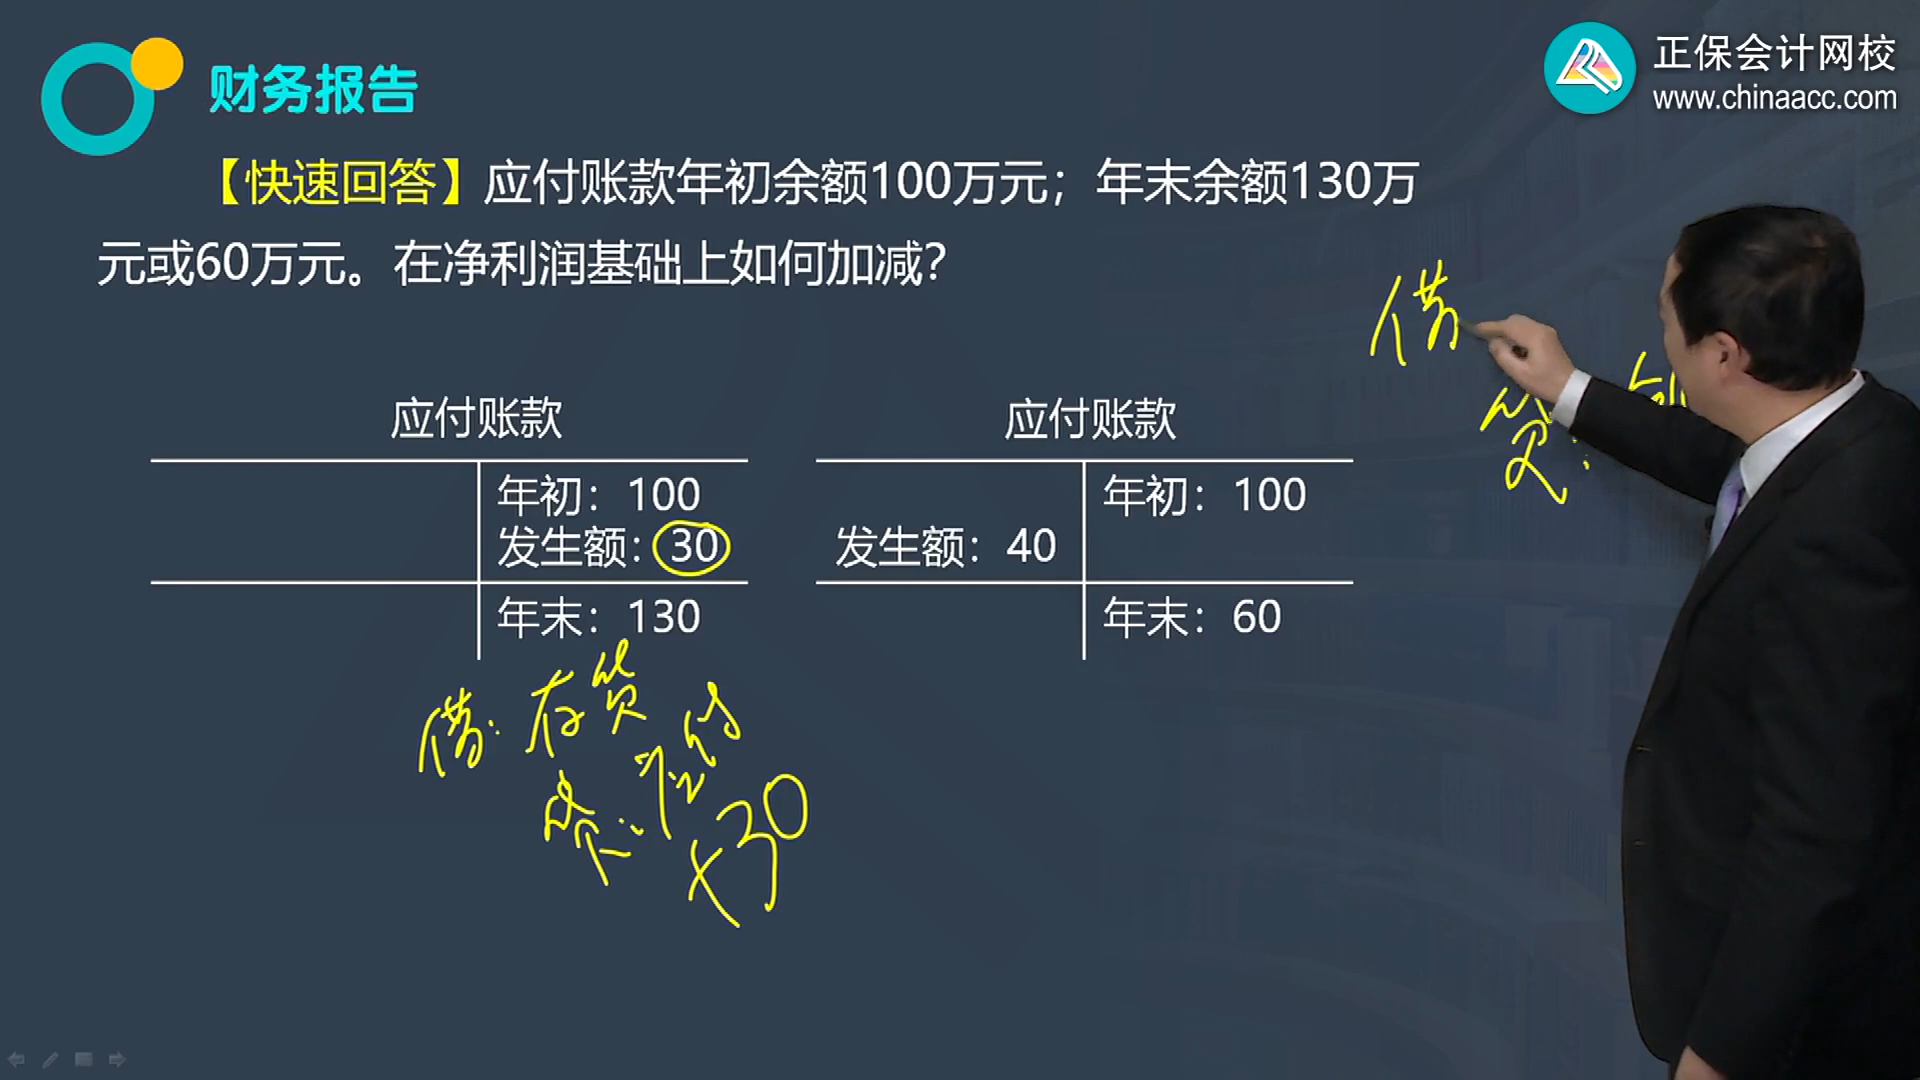 正保会计网校
www.chinaacc.com
财务报告
【快速回答】应付账款年初余额100万元；年末余额130万
元或60万元。在净利润基础上如何加减？
应付账款
年初：100
发生额：30
年末：130
应付账款
年初：100
发生额：40
年末：60
借
贷：
借：存货
贷：应付
+30